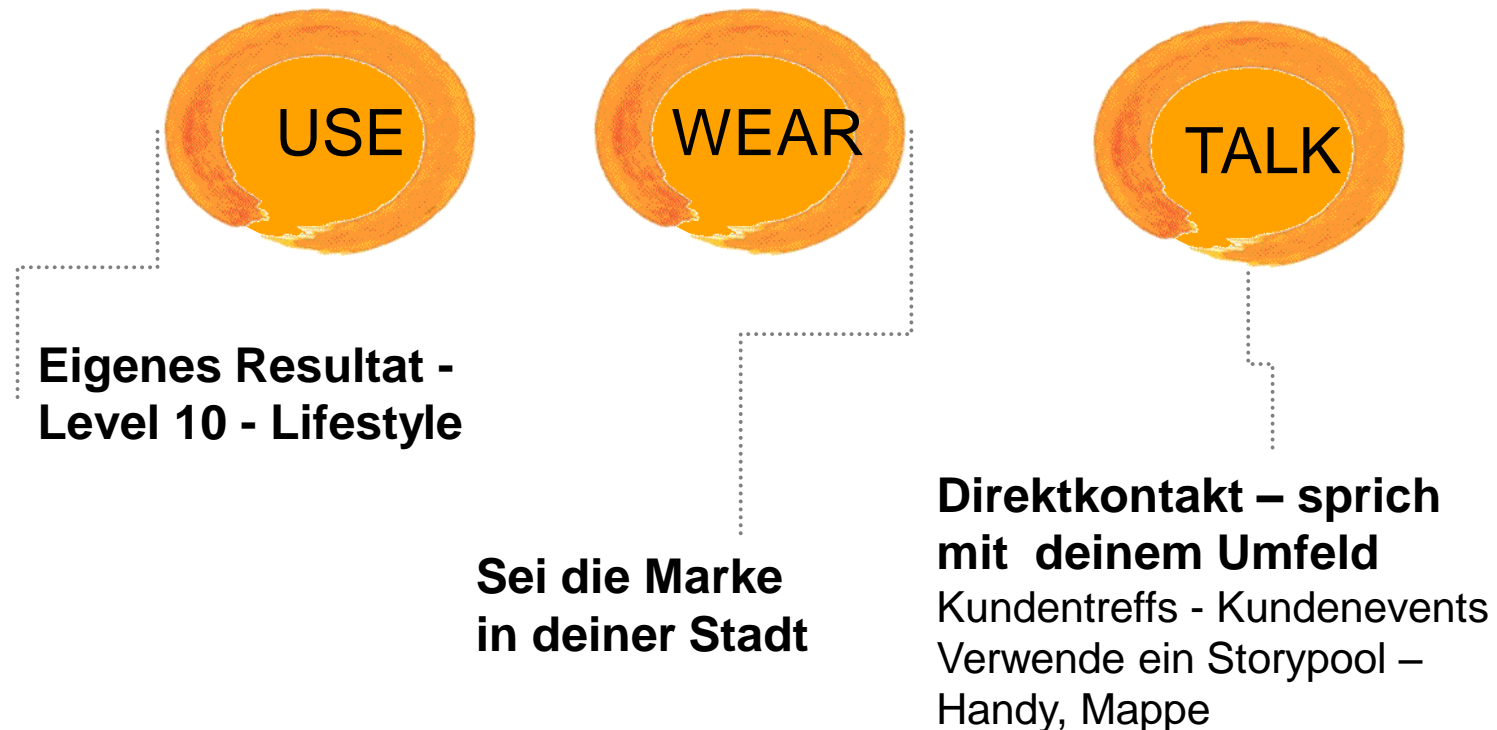 USE
WEAR
TALK
Eigenes Resultat -
Level 10 - Lifestyle
Sei die Marke
in deiner Stadt
Direktkontakt – sprich
mit  deinem Umfeld
Kundentreffs - Kundenevents
Verwende ein Storypool –
Handy, Mappe